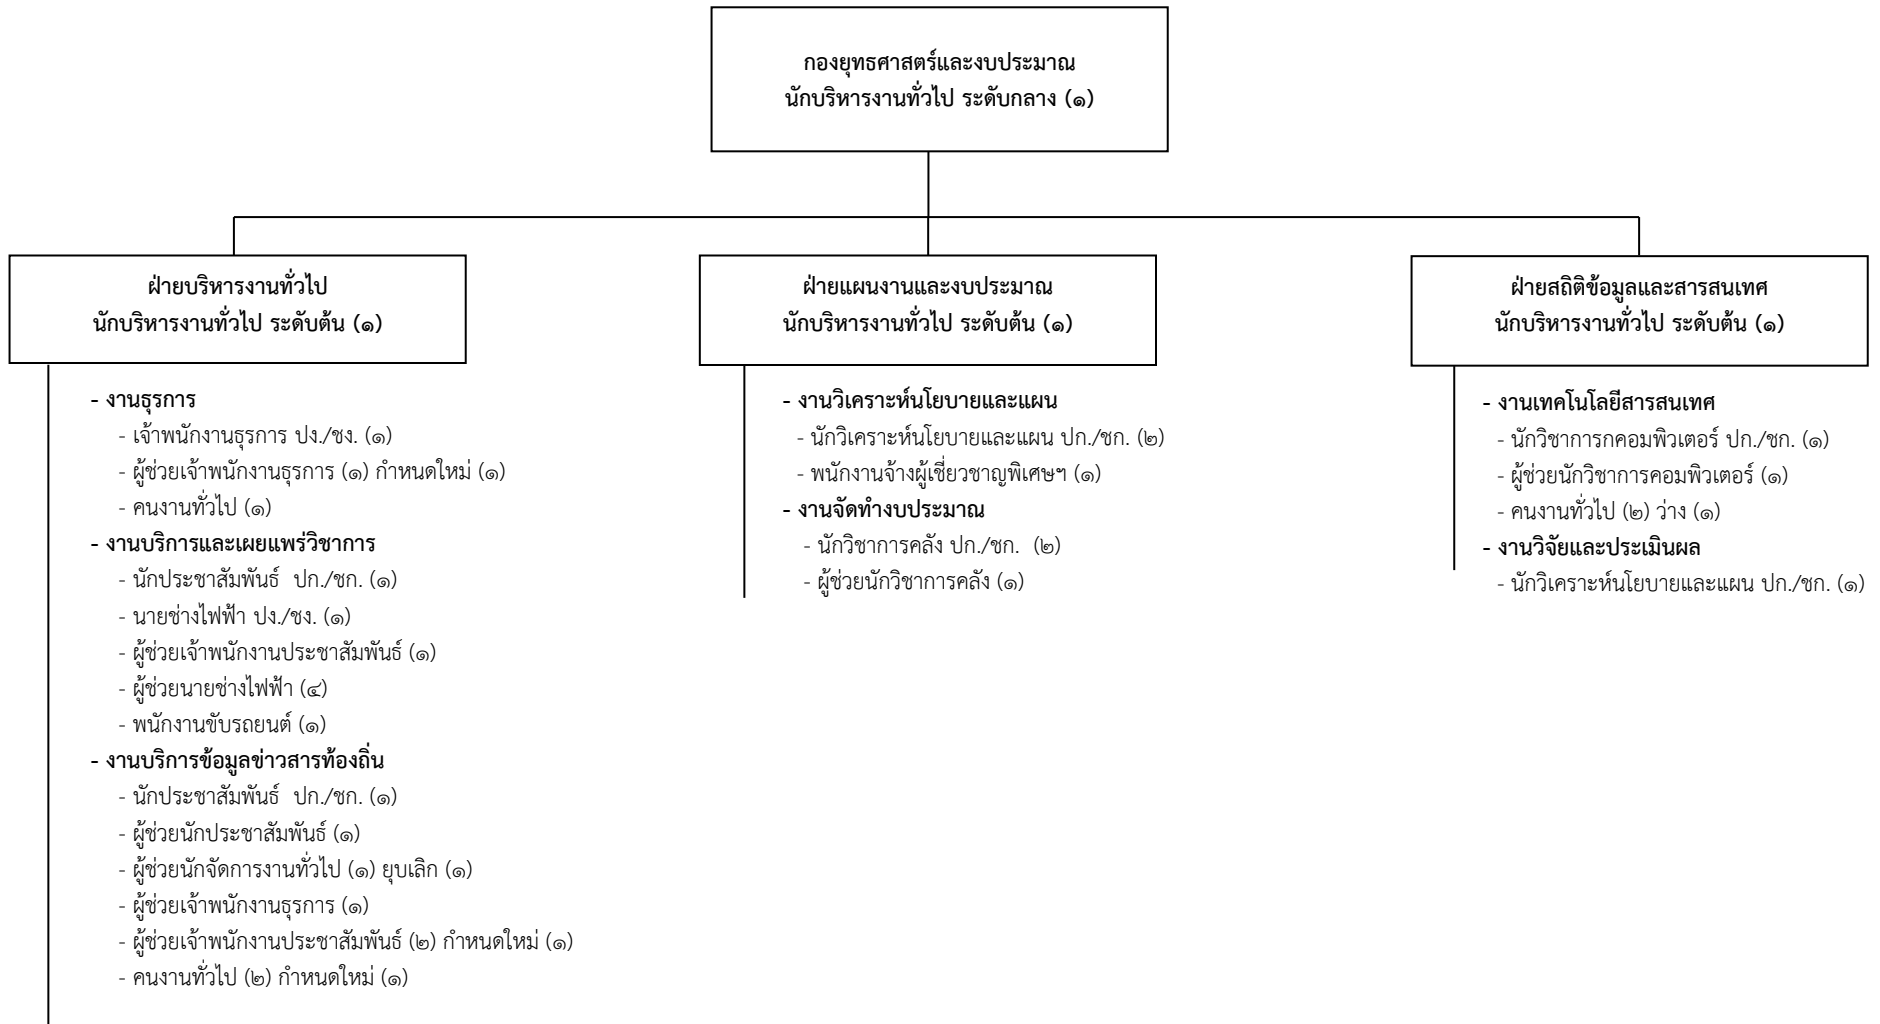 กองยุทธศาสตร์และงบประมาณ
นักบริหารงานทั่วไป ระดับกลาง (๑)
ฝ่ายบริหารงานทั่วไป
นักบริหารงานทั่วไป ระดับต้น (๑)
- งานธุรการ
- เจ้าพนักงานธุรการ ปง./ชง. (๑)
- ผู้ช่วยเจ้าพนักงานธุรการ (๑) กำหนดใหม่ (๑)
- คนงานทั่วไป (๑)
- งานบริการและเผยแพร่วิชาการ
- นักประชาสัมพันธ์ ปก./ชก. (๑)
- นายช่างไฟฟ้า ปง./ชง. (๑)
- ผู้ช่วยเจ้าพนักงานประชาสัมพันธ์ (๑)
- ผู้ช่วยนายช่างไฟฟ้า (๔)
- พนักงานขับรถยนต์ (๑)
- งานบริการข้อมูลข่าวสารท้องถิ่น
- นักประชาสัมพันธ์ ปก./ชก. (๑)
- ผู้ช่วยนักประชาสัมพันธ์ (๑)
- ผู้ช่วยนักจัดการงานทั่วไป (๑) ยุบเลิก (๑)
- ผู้ช่วยเจ้าพนักงานธุรการ (๑)
- ผู้ช่วยเจ้าพนักงานประชาสัมพันธ์ (๒) กำหนดใหม่ (๑)
- คนงานทั่วไป (๒) กำหนดใหม่ (๑)
ฝ่ายแผนงานและงบประมาณ
นักบริหารงานทั่วไป ระดับต้น (๑)
- งานวิเคราะห์นโยบายและแผน
- นักวิเคราะห์นโยบายและแผน ปก./ชก. (๒)
- พนักงานจ้างผู้เชี่ยวชาญพิเศษฯ (๑)
- งานจัดทำงบประมาณ
- นักวิชาการคลัง ปก./ชก. (๒)
- ผู้ช่วยนักวิชาการคลัง (๑)
ฝ่ายสถิติข้อมูลและสารสนเทศ
นักบริหารงานทั่วไป ระดับต้น (๑)
- งานเทคโนโลยีสารสนเทศ
- นักวิชาการกคอมพิวเตอร์ ปก./ชก. (๑)
- ผู้ช่วยนักวิชาการคอมพิวเตอร์ (๑)
- คนงานทั่วไป (๒) ว่าง (๑)
- งานวิจัยและประเมินผล
- นักวิเคราะห์นโยบายและแผน ปก./ชก. (๑)